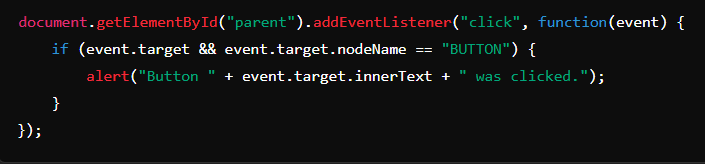 document.getElementById("parent").addEventListener("click", function(event) {
    if (event.target && event.target.nodeName == "BUTTON") {
        alert("Button " + event.target.innerText + " was clicked.");
    }
});